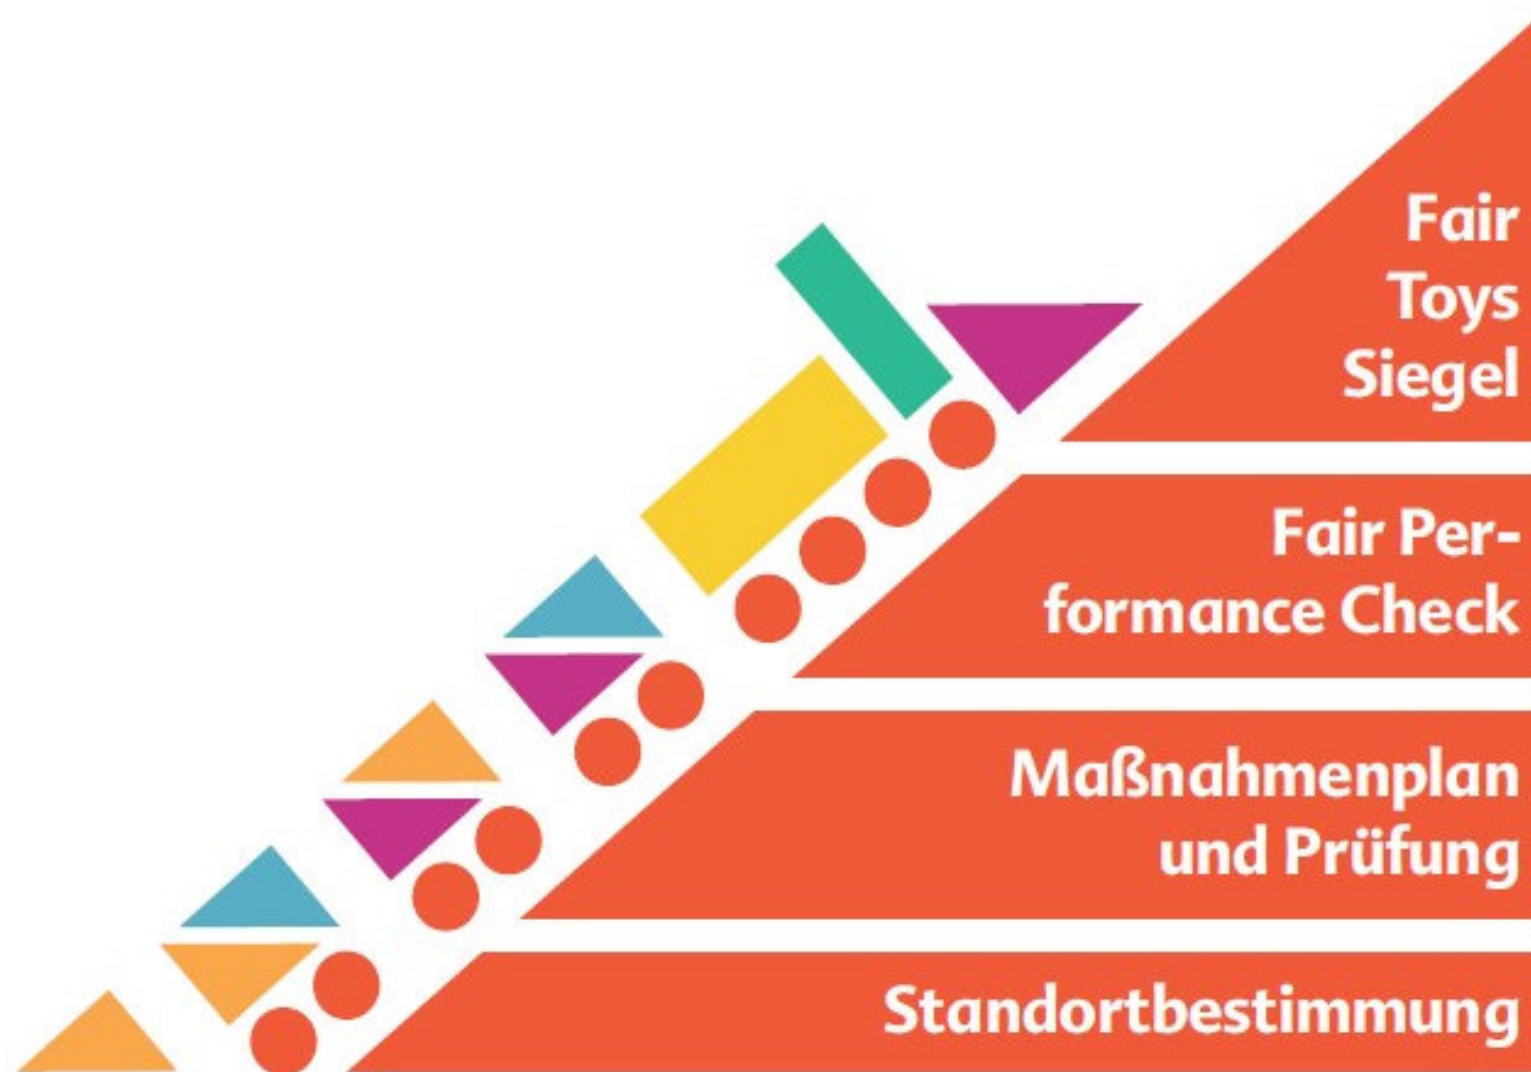 Fair
Toys
Siegel
Fair Per-
formance Check
Maßnahmenplan
und Prüfung
Standortbestimmung